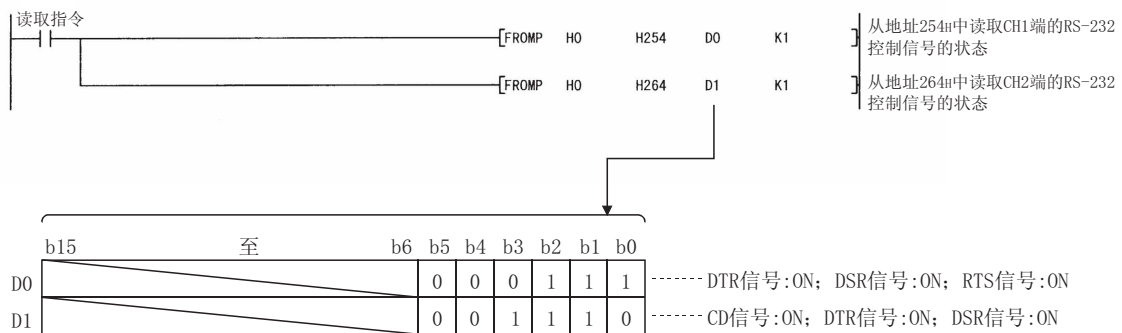 读取指令
[FROMP H0 H254 D0 K1]
从地址254H中读取CH1端的RS-232
控制信号的状态
[FROMP H0 H264 D1 K1]
从地址264H中读取CH2端的RS-232
控制信号的状态
b15 至 b6 b5 b4 b3 b2 b1 b0
D0 0 0 0 1 1 1 DTR信号:ON；DSR信号:ON；RTS信号:ON
D1 0 0 1 1 1 0 CD信号:ON；DTR信号:ON；DSR信号:ON